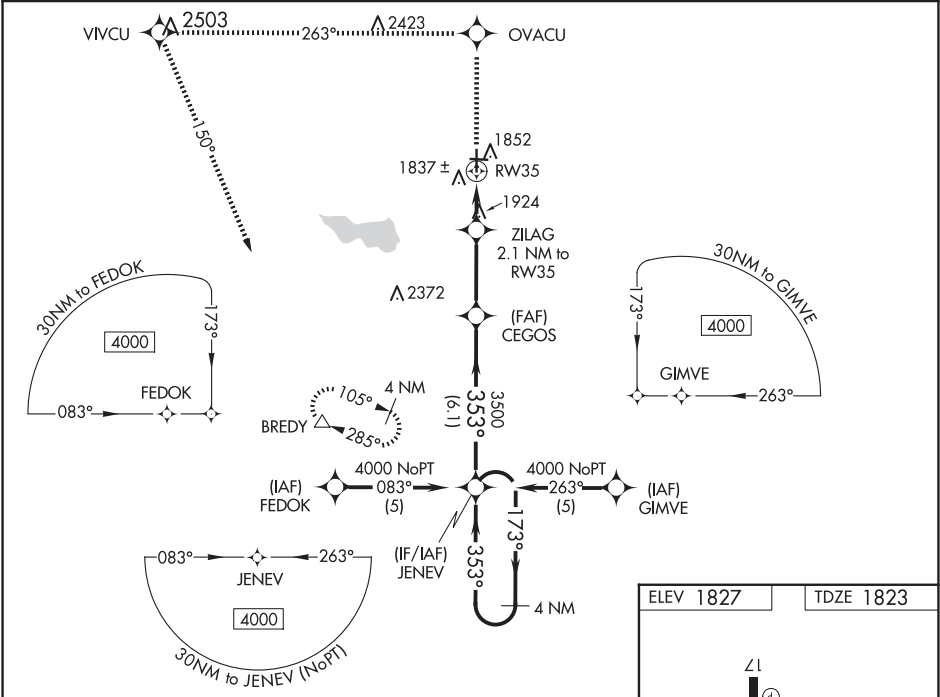 VIVCU
2503
263°
2423
OVACU
150°
1852
1837 ±
RW35
1924
ZILAG
2.1 NM to
RW35
30NM to FEDOK
173°
4000
FEDOK
083°
2372
(FAF)
CEGOS
30NM to GIMVE
173°
4000
GIMVE
263°
4 NM
105°
BREDY
285°
3500
353°
(6.1)
(IAF)
FEDOK
4000 NoPT
083°
(5)
4000 NoPT
263°
(5)
(IAF)
GIMVE
(IF/IAF)
JENEV
353°
173°
4 NM
083°
263°
JENEV
4000
30NM to JENEV (NoPT)
ELEV 1827
TDZE 1823
17